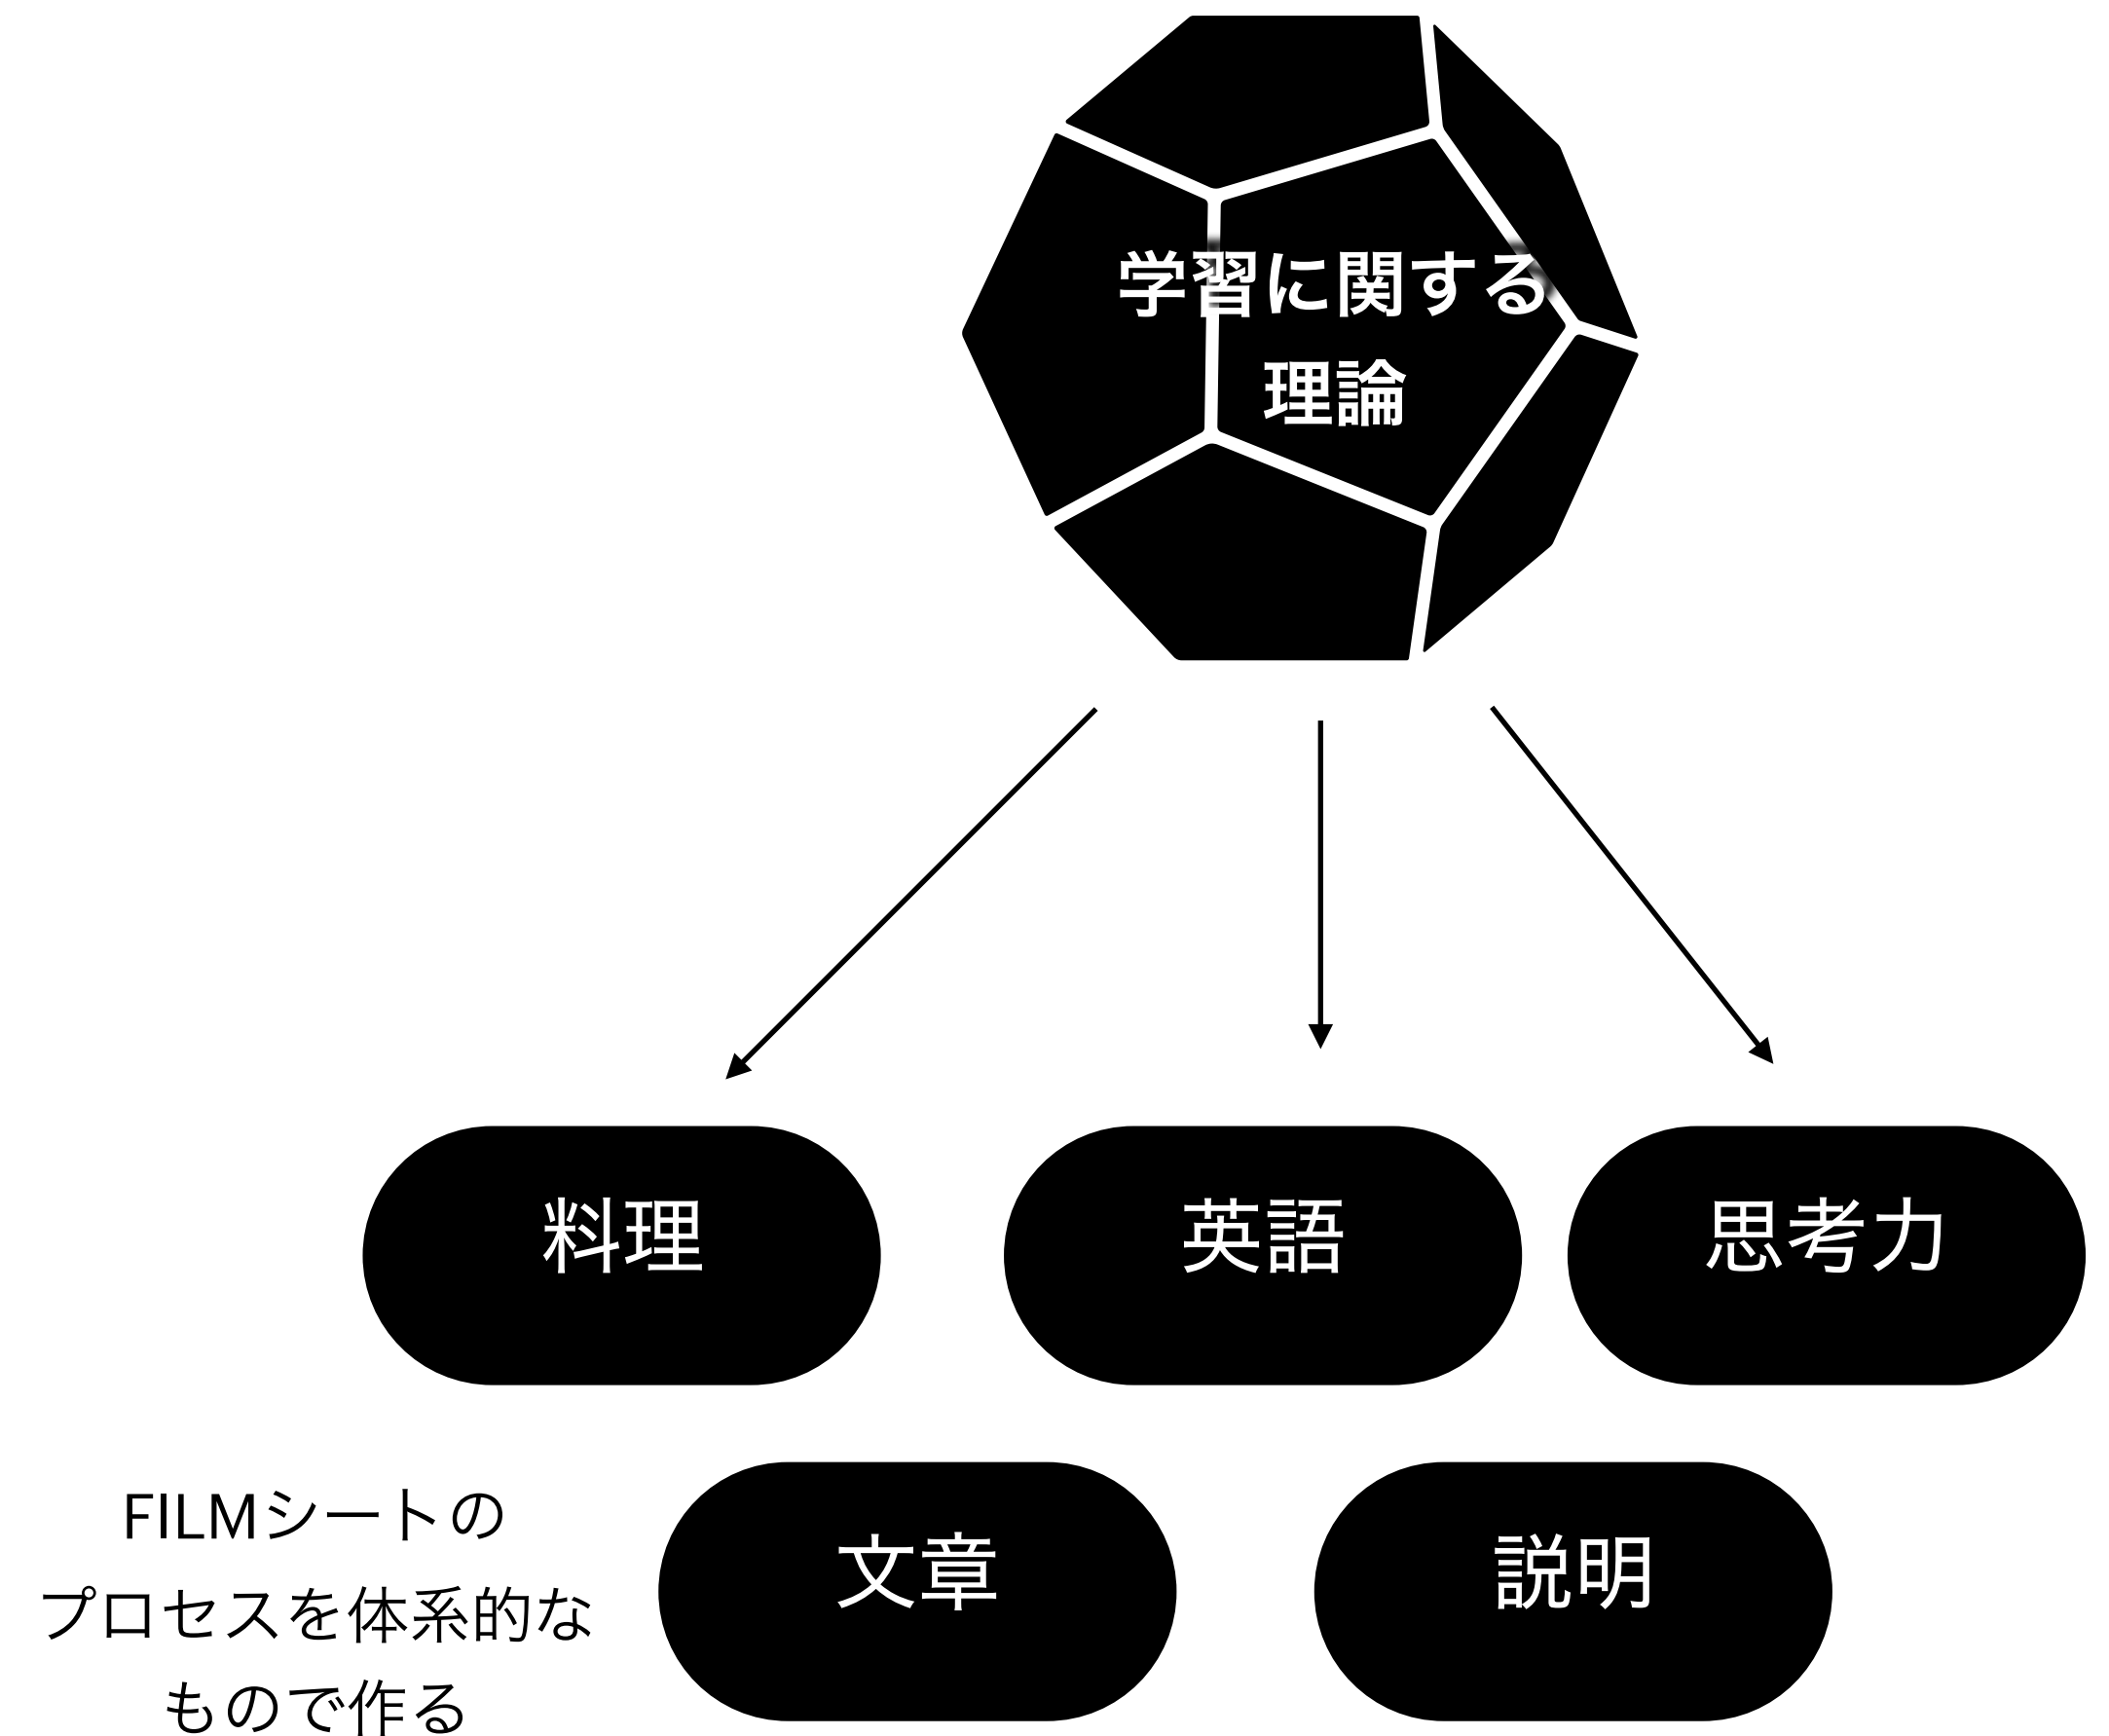 学習に関する
理論
料理
英語
思考力
FILMシートの
プロセスを体系的な
もので作る
文章
説明